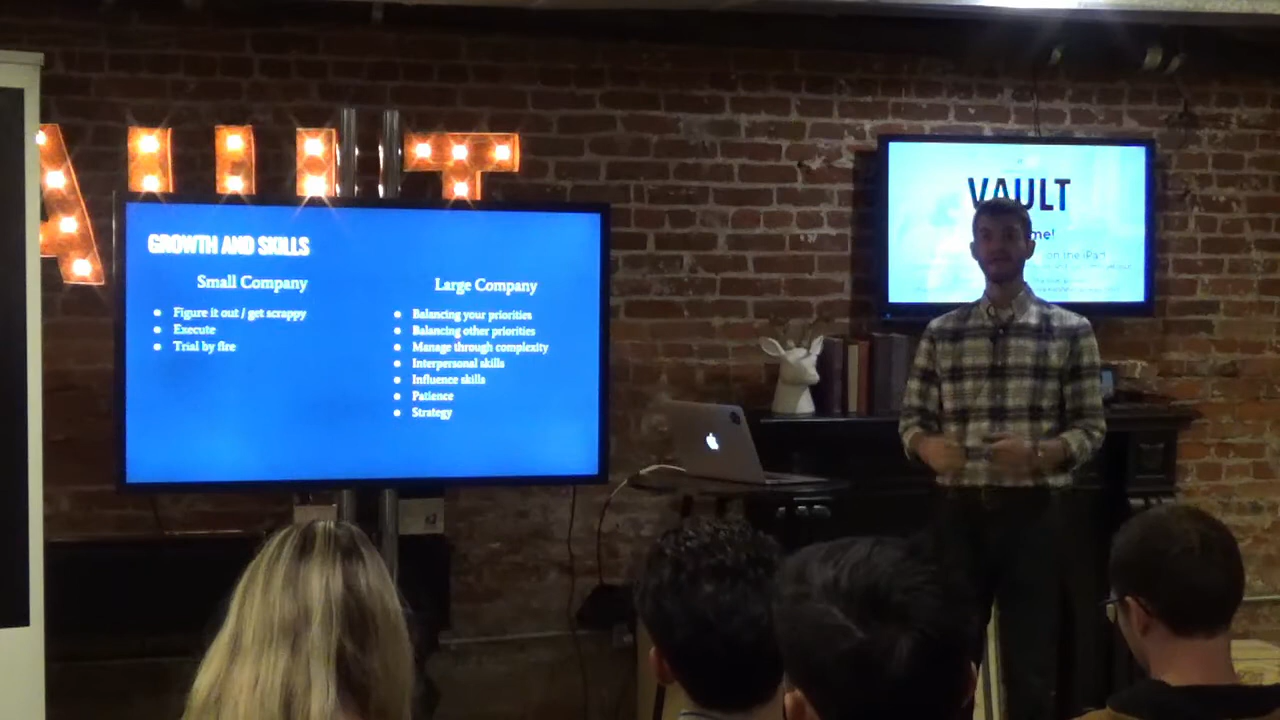 GROWTH AND SKILLS
Small Company
Figure it out / get scrappy
Execute
Trial by fire
Large Company
Balancing your priorities
Balancing other priorities
Manage through complexity
Interpersonal skills
Influence skills
Patience
Strategy
VAULT
me!
on the iPad